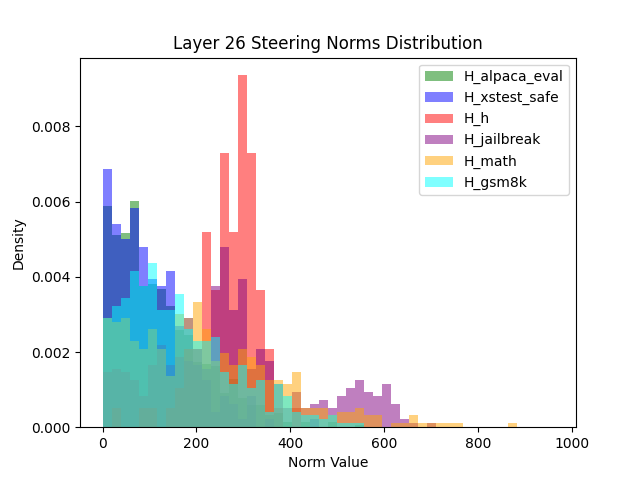 Layer 26 Steering Norms Distribution
H_alpaca_eval
H_xstest_safe
H_h
H_jailbreak
H_math
H_gsm8k
Density
0.008
0.006
0.004
0.002
0.000
0
200
400
600
800
1000
Norm Value